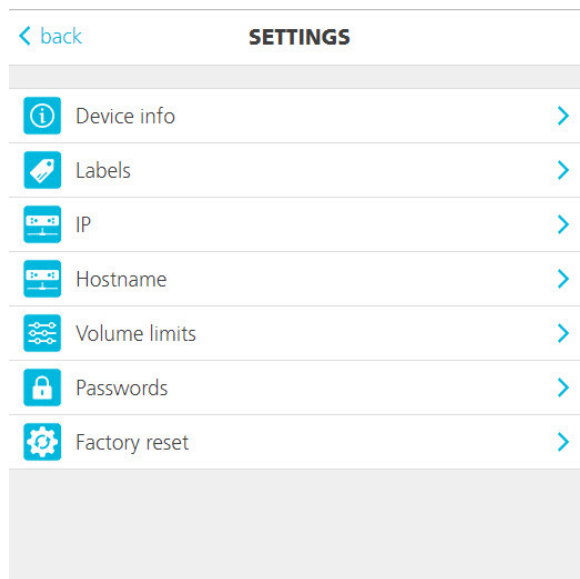 back
SETTINGS
Device info
Labels
IP
Hostname
Volume limits
Passwords
Factory reset